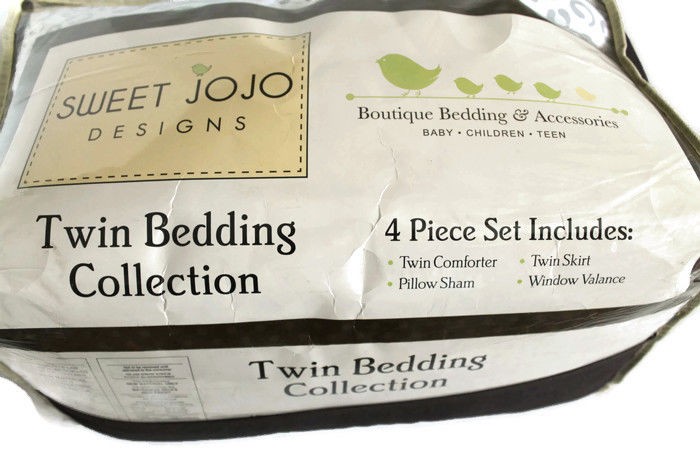 SWEET JOJO
DESIGNS
Boutique Bedding & Accessories
BABY • CHILDREN • TEEN
Twin Bedding
Collection
4 Piece Set Includes:
• Twin Comforter
• Twin Skirt
• Pillow Sham
• Window Valance
Twin Bedding
Collection